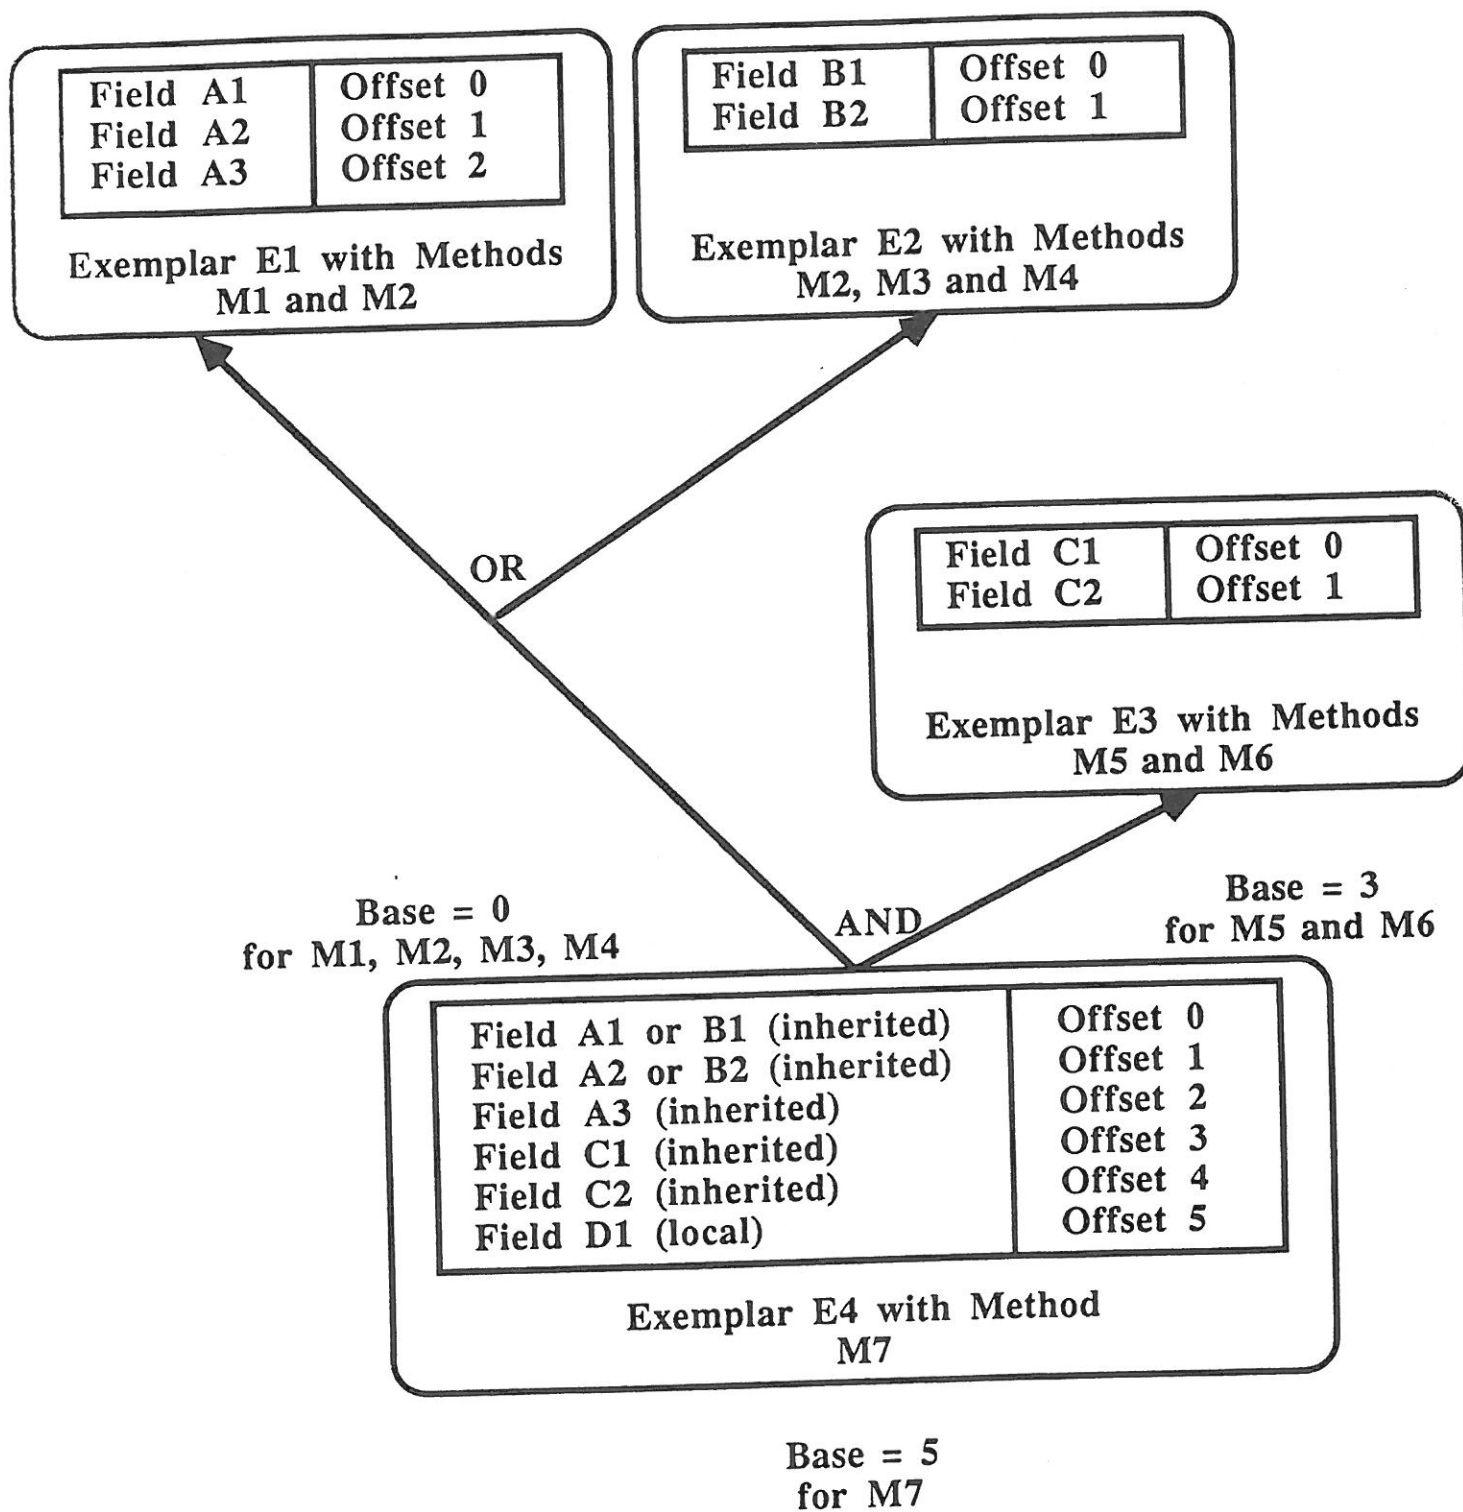 Field A1 Offset 0
Field A2 Offset 1
Field A3 Offset 2
Exemplar E1 with Methods
M1 and M2
Field B1 Offset 0
Field B2 Offset 1
Exemplar E2 with Methods
M2, M3 and M4
OR
Field C1 Offset 0
Field C2 Offset 1
Exemplar E3 with Methods
M5 and M6
Base = 0
for M1, M2, M3, M4
AND
Base = 3
for M5 and M6
Field A1 or B1 (inherited) Offset 0
Field A2 or B2 (inherited) Offset 1
Field A3 (inherited) Offset 2
Field C1 (inherited) Offset 3
Field C2 (inherited) Offset 4
Field D1 (local) Offset 5
Exemplar E4 with Method
M7
Base = 5
for M7